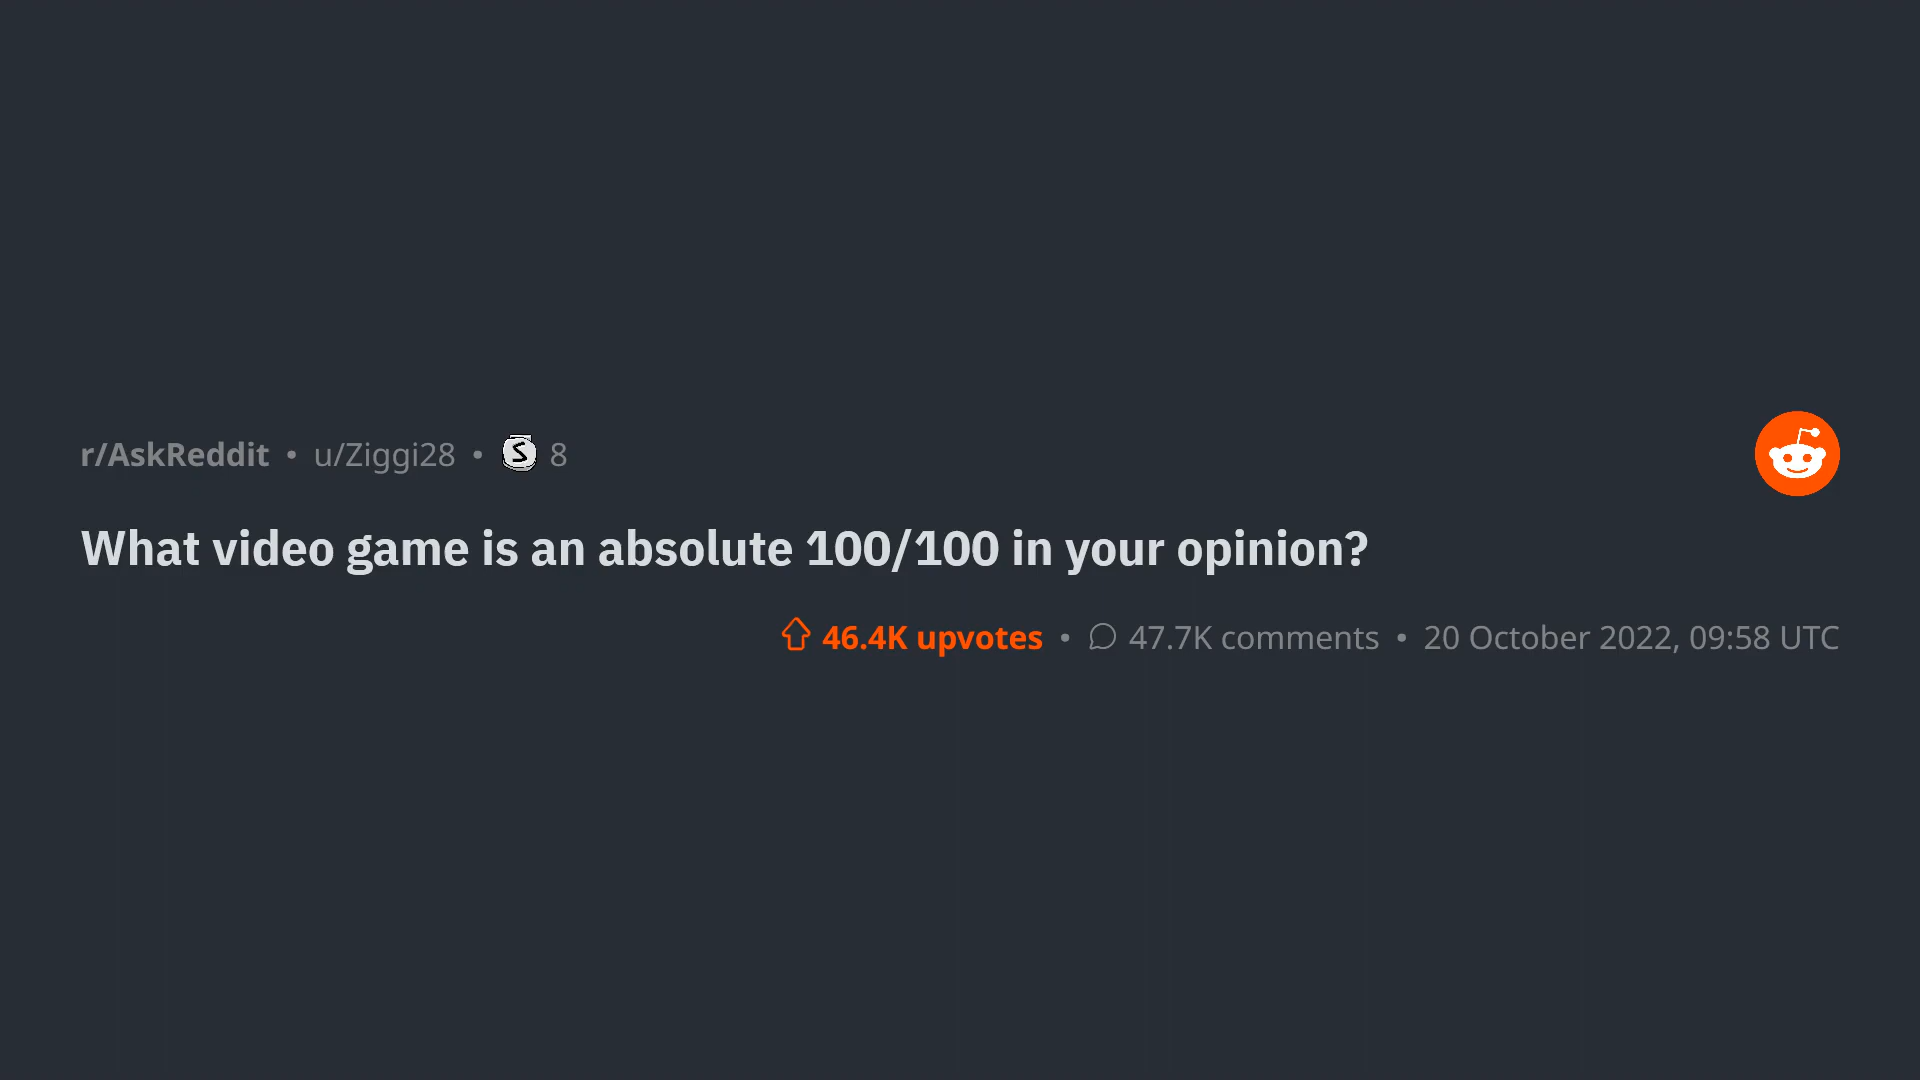 r/AskReddit • u/Ziggi28 • S 8
What video game is an absolute 100/100 in your opinion?
46.4K upvotes • 47.7K comments • 20 October 2022, 09:58 UTC